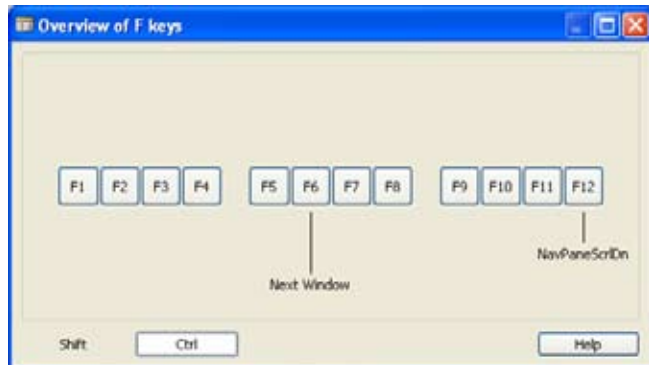 Overview of F keys
F1 F2 F3 F4 F5 F6 F7 F8 F9 F10 F11 F12
NavPaneScrlDn
Next Window
Shift Ctrl Help